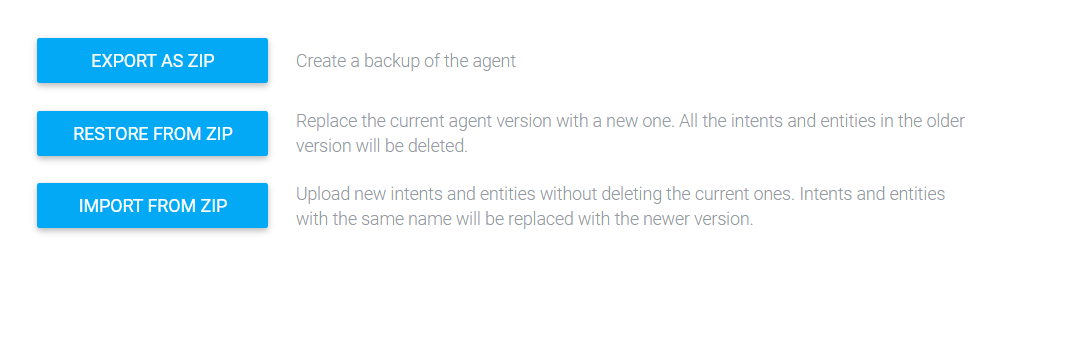 EXPORT AS ZIP
Create a backup of the agent
RESTORE FROM ZIP
Replace the current agent version with a new one. All the intents and entities in the older
version will be deleted.
IMPORT FROM ZIP
Upload new intents and entities without deleting the current ones. Intents and entities
with the same name will be replaced with the newer version.